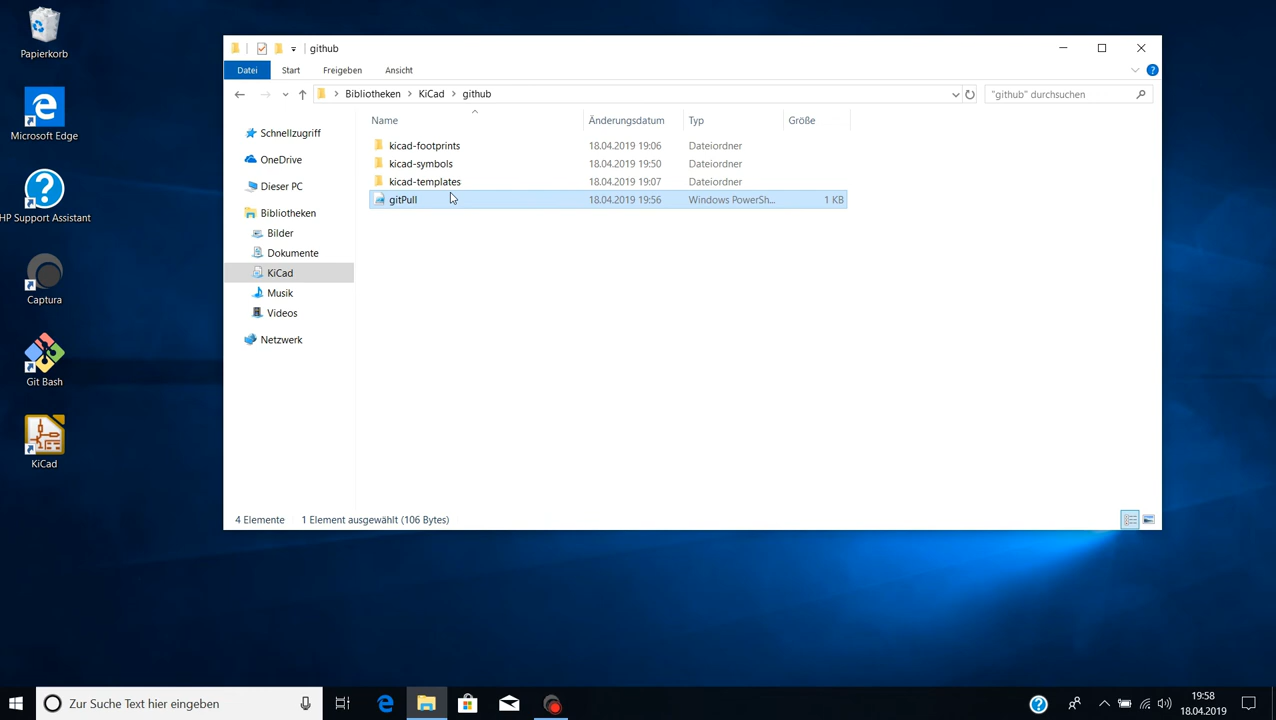 Papierkorb
Microsoft Edge
HP Support Assistant
Captura
Git Bash
KiCad
github
Datei Start Freigeben Ansicht
Bibliotheken KiCad github "github" durchsuchen
Schnellzugriff
OneDrive
Dieser PC
Bibliotheken
Bilder
Dokumente
KiCad
Musik
Videos
Netzwerk
Name Änderungsdatum Typ Größe
kicad-footprints 18.04.2019 19:06 Dateiordner
kicad-symbols 18.04.2019 19:50 Dateiordner
kicad-templates 18.04.2019 19:07 Dateiordner
gitPull 18.04.2019 19:56 Windows PowerSh... 1 KB
4 Elemente 1 Element ausgewählt (106 Bytes)
Zur Suche Text hier eingeben
19:58
18.04.2019